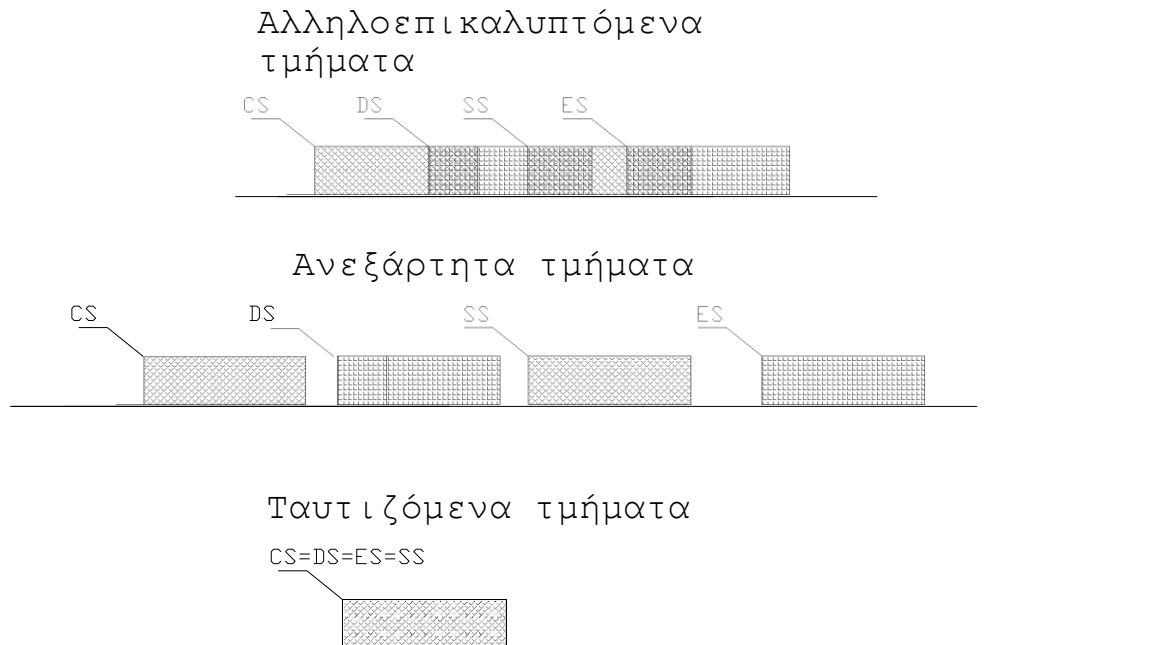 Αλληλοεπικαλυπτόμενα
τμήματα
CS DS SS ES
Ανεξάρτητα τμήματα
CS DS SS ES
Ταυτιζόμενα τμήματα
CS=DS=ES=SS